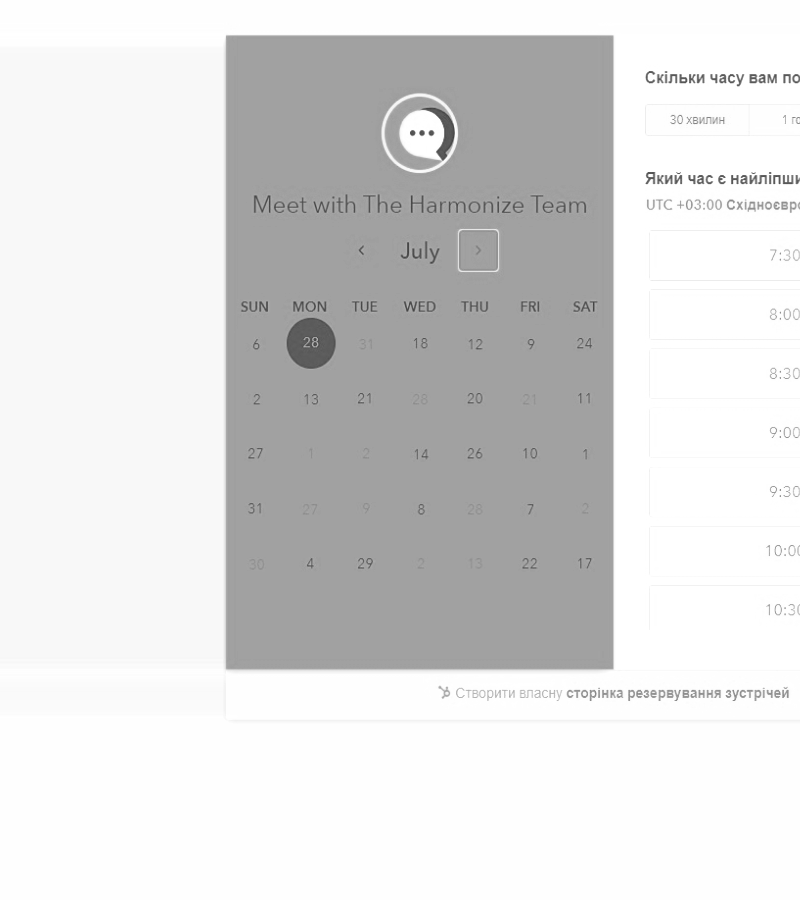 Meet with The Harmonize Team
July
SUN MON TUE WED THU FRI SAT
6 28 31 18 12 9 24
2 13 21 28 20 21 11
27 1 2 14 26 10 1
31 27 9 8 28 7 2
30 4 29 2 13 22 17
Скільки часу вам по
30 хвилин 1 го
Який час є найліпши
UTC +03:00 Східноєвро
7:30
8:00
8:30
9:00
9:30
10:00
10:30
Створити власну сторінка резервування зустрічей